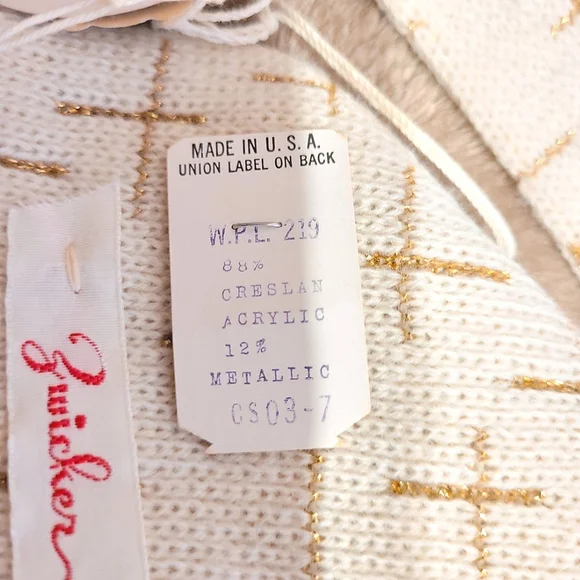 MADE IN U. S. A.
UNION LABEL ON BACK
W.P.L. 219
88%
CRESLAN
ACRYLIC
12%
METALLIC
CS03-7
Zwicker